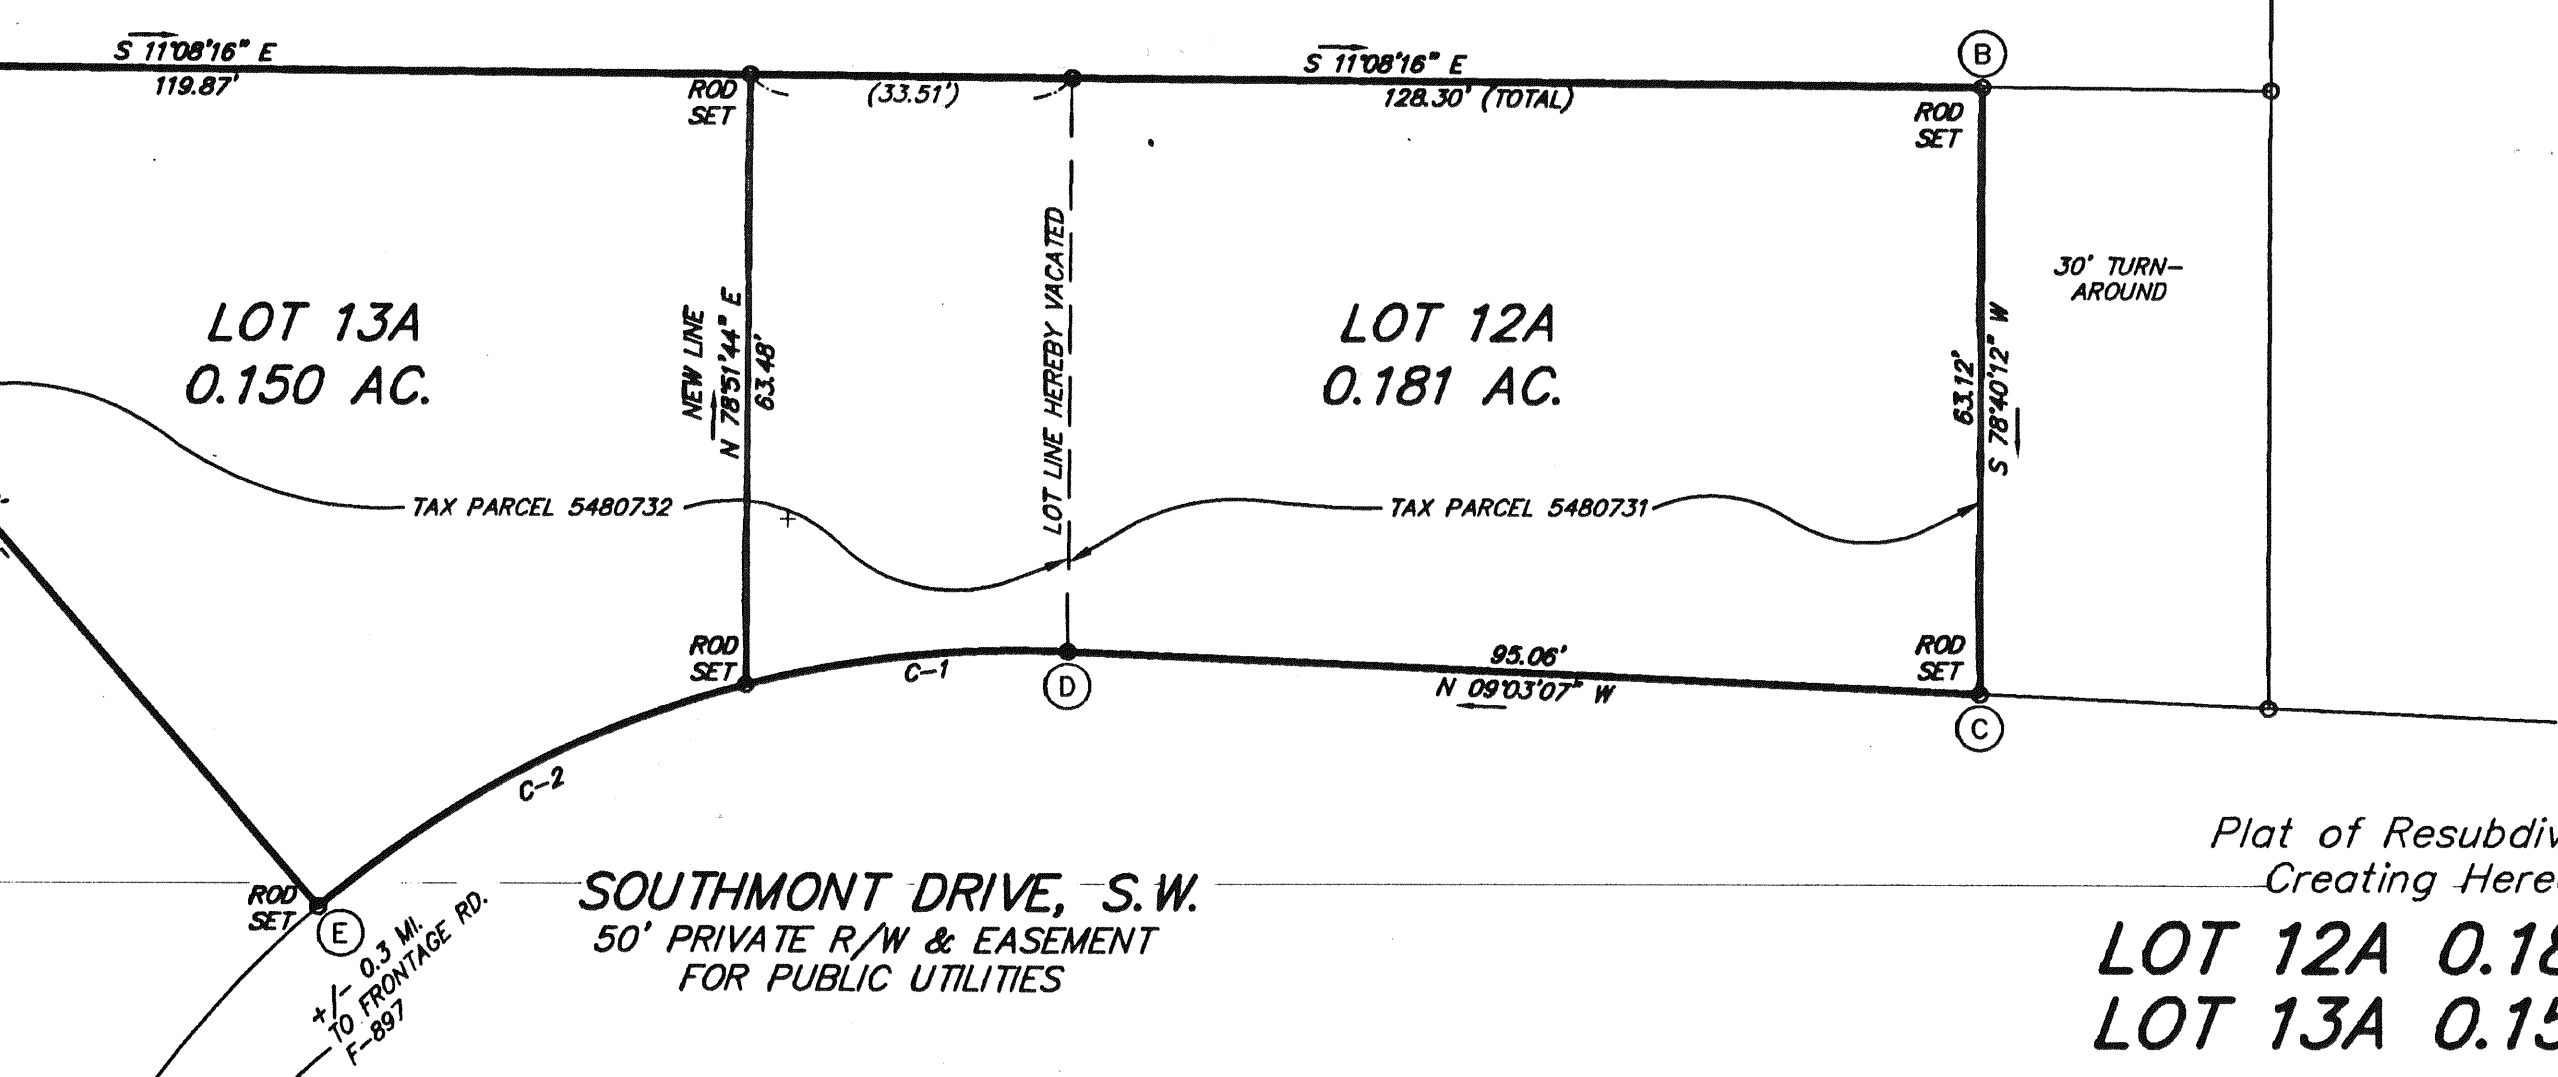 S 11°08'16" E
119.87'
ROD
SET
(33.51')
S 11°08'16" E
128.30' (TOTAL)
B
ROD
SET
LOT 13A
0.150 AC.
NEW LINE
N 78°51'44" E
63.48'
LOT LINE HEREBY VACATED
LOT 12A
0.181 AC.
63.12'
S 78°40'12" W
30' TURN-
AROUND
TAX PARCEL 5480732
TAX PARCEL 5480731
ROD
SET
C-1
D
95.06'
N 09°03'07" W
ROD
SET
C
C-2
ROD
SET
E
+/- 0.3 MI.
TO FRONTAGE RD.
F-897
SOUTHMONT DRIVE, S.W.
50' PRIVATE R/W & EASEMENT
FOR PUBLIC UTILITIES
Plat of Resubdiv
Creating Here
LOT 12A 0.18
LOT 13A 0.15